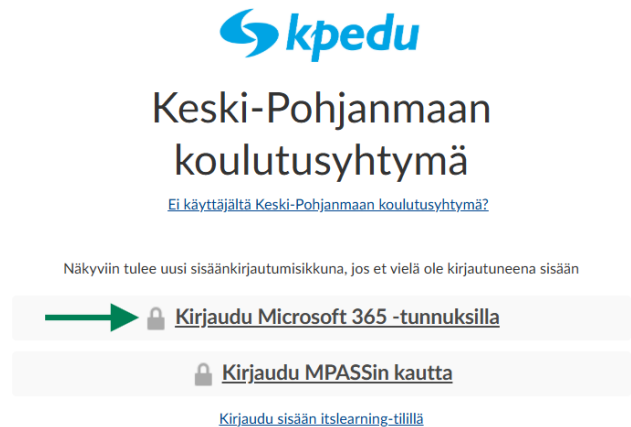 kpedu
Keski-Pohjanmaan
koulutusyhtymä
Ei käyttäjältä Keski-Pohjanmaan koulutusyhtymä?
Näkyviin tulee uusi sisäänkirjautumisikkuna, jos et vielä ole kirjautuneena sisään
Kirjaudu Microsoft 365 -tunnuksilla
Kirjaudu MPASSin kautta
Kirjaudu sisään itslearning-tilillä